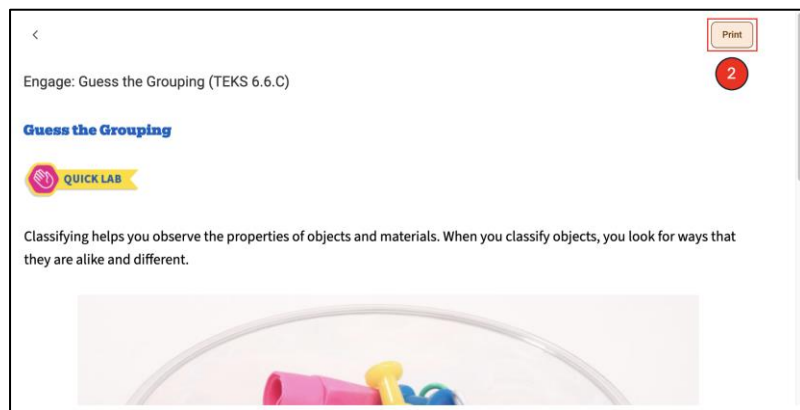 Print
2
Engage: Guess the Grouping (TEKS 6.6.C)
Guess the Grouping
QUICK LAB
Classifying helps you observe the properties of objects and materials. When you classify objects, you look for ways that
they are alike and different.